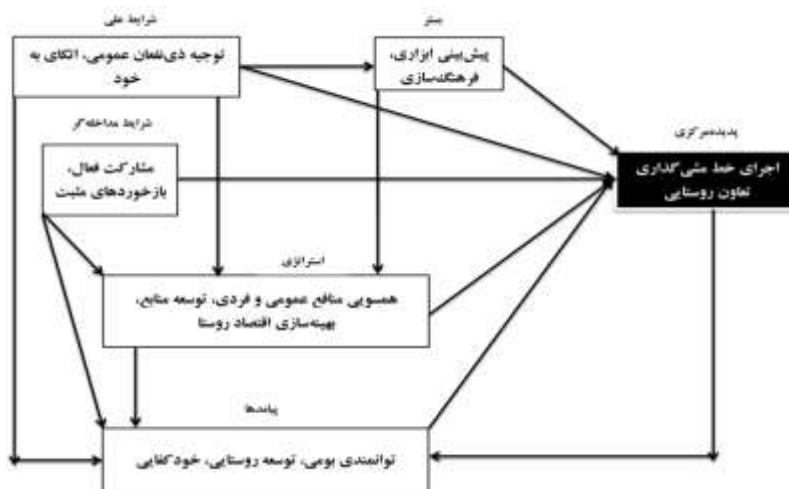 شرایط علی
بستر
توجیه ذی‌نفعان عمومی، اتکای به
خود
پیش‌بینی ابزاری،
فرهنگ‌سازی
شرایط مداخله‌گر
پدیده‌مرکزی
مشارکت فعال،
بازخوردهای مثبت
اجرای خط مشی‌گذاری
تعاون روستایی
استراتژی
همسویی منافع عمومی و فردی، توسعه منابع،
بهینه‌سازی اقتصاد روستا
پیامدها
توانمندی بومی، توسعه روستایی، خودکفایی